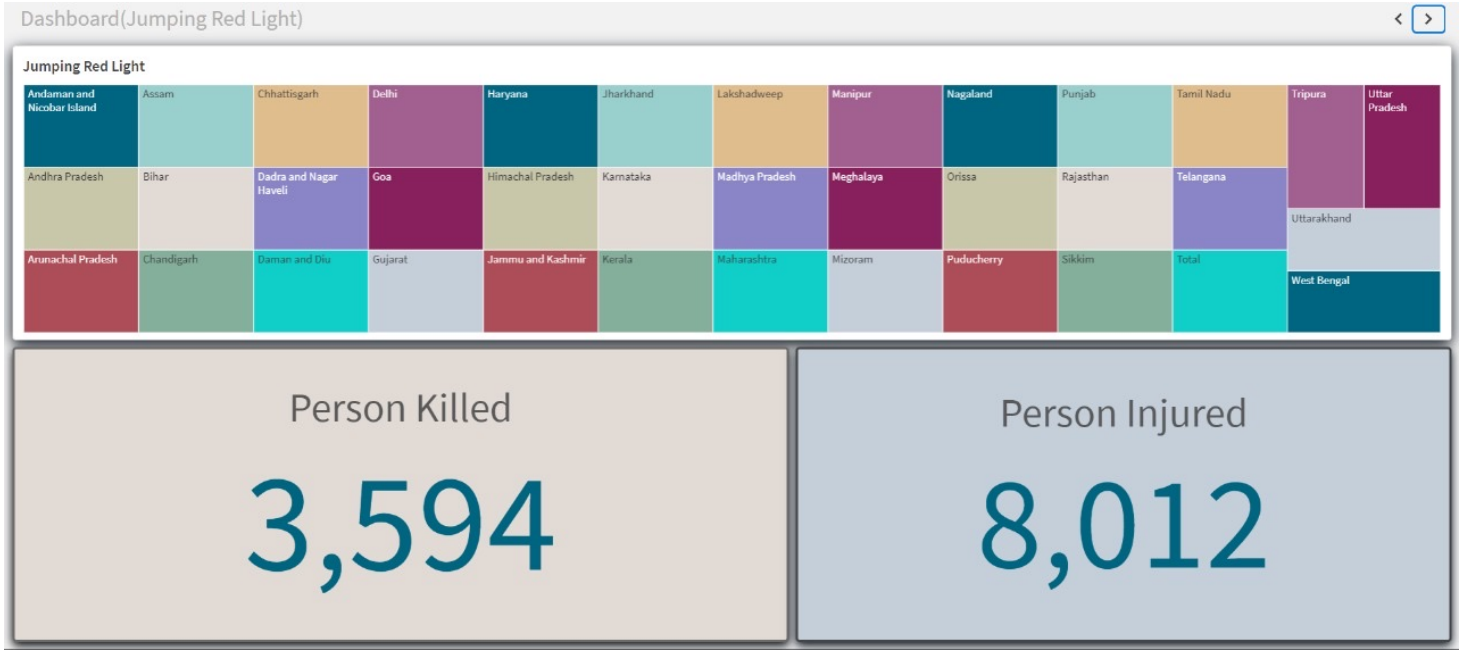 Dashboard(Jumping Red Light)
Jumping Red Light
Andaman and
Nicobar Island
Assam
Chhattisgarh
Delhi
Haryana
Jharkhand
Lakshadweep
Manipur
Nagaland
Punjab
Tamil Nadu
Tripura
Uttar
Pradesh
Andhra Pradesh
Bihar
Dadra and Nagar
Haveli
Goa
Himachal Pradesh
Karnataka
Madhya Pradesh
Meghalaya
Orissa
Rajasthan
Telangana
Uttarakhand
Arunachal Pradesh
Chandigarh
Daman and Diu
Gujarat
Jammu and Kashmir
Kerala
Maharashtra
Mizoram
Puducherry
Sikkim
Total
West Bengal
Person Killed
3,594
Person Injured
8,012